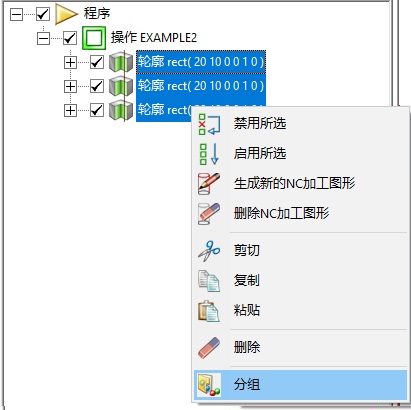 程序
操作 EXAMPLE2
轮廓 rect( 20 10 0 0 1 0 )
轮廓 rect( 20 10 0 0 1 0 )
轮廓 rect(
禁用所选
启用所选
生成新的NC加工图形
删除NC加工图形
剪切
复制
粘贴
删除
分组